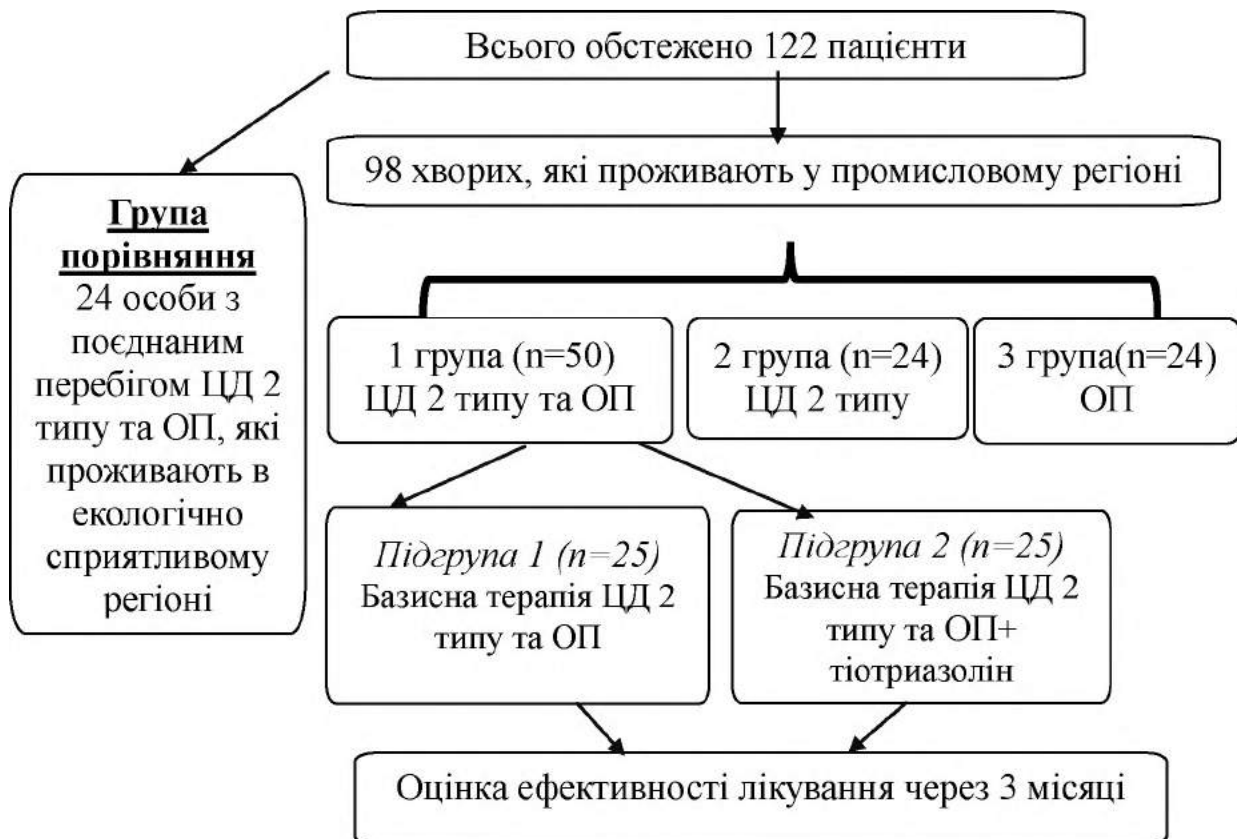 Всього обстежено 122 пацієнти
98 хворих, які проживають у промисловому регіоні
Група
порівняння
24 особи з
поєднаним
перебігом ЦД 2
типу та ОП, які
проживають в
екологічно
сприятливому
регіоні
1 група (n=50)
ЦД 2 типу та ОП
2 група (n=24)
ЦД 2 типу
3 група(n=24)
ОП
Підгрупа 1 (n=25)
Базисна терапія ЦД 2
типу та ОП
Підгрупа 2 (n=25)
Базисна терапія ЦД 2
типу та ОП+
тіотриазолін
Оцінка ефективності лікування через 3 місяці